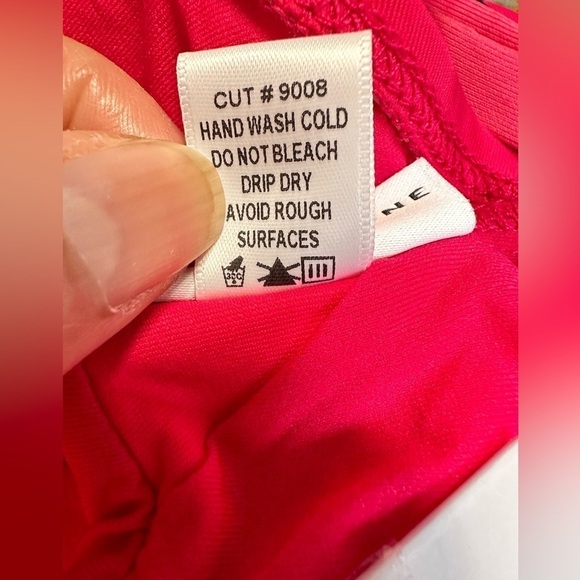 CUT # 9008
HAND WASH COLD
DO NOT BLEACH
DRIP DRY
AVOID ROUGH
SURFACES